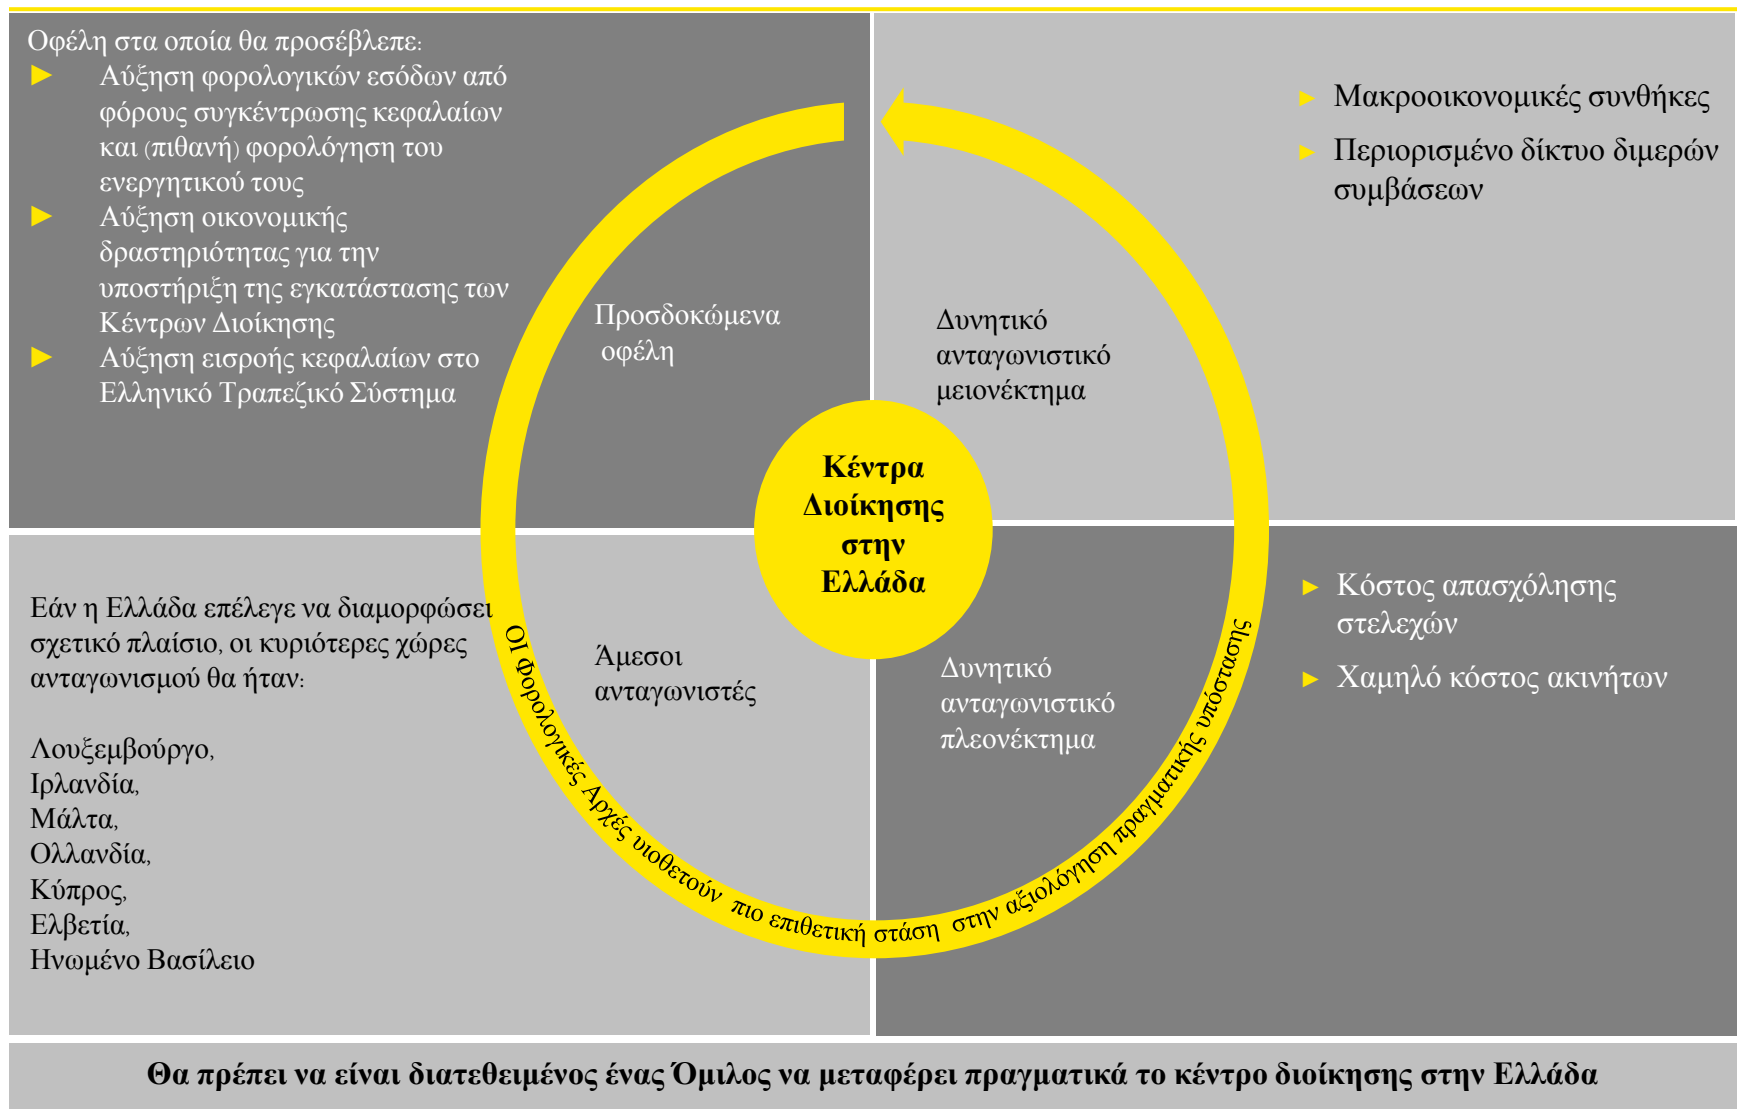 Οφέλη στα οποία θα προσέβλεπε:
► Αύξηση φορολογικών εσόδων από
φόρους συγκέντρωσης κεφαλαίων
και (πιθανή) φορολόγηση του
ενεργητικού τους
► Αύξηση οικονομικής
δραστηριότητας για την
υποστήριξη της εγκατάστασης των
Κέντρων Διοίκησης
► Αύξηση εισροής κεφαλαίων στο
Ελληνικό Τραπεζικό Σύστημα
Προσδοκώμενα
οφέλη
► Μακροοικονομικές συνθήκες
► Περιορισμένο δίκτυο διμερών
συμβάσεων
Δυνητικό
ανταγωνιστικό
μειονέκτημα
Κέντρα
Διοίκησης
στην
Ελλάδα
Εάν η Ελλάδα επέλεγε να διαμορφώσει
σχετικό πλαίσιο, οι κυριότερες χώρες
ανταγωνισμού θα ήταν:
Λουξεμβούργο,
Ιρλανδία,
Μάλτα,
Ολλανδία,
Κύπρος,
Ελβετία,
Ηνωμένο Βασίλειο
Άμεσοι
ανταγωνιστές
Δυνητικό
ανταγωνιστικό
πλεονέκτημα
► Κόστος απασχόλησης
στελεχών
► Χαμηλό κόστος ακινήτων
ΟΙ Φορολογικές Αρχές υιοθετούν πιο επιθετική στάση στην αξιολόγηση πραγματικής υπόστασης
Θα πρέπει να είναι διατεθειμένος ένας Όμιλος να μεταφέρει πραγματικά το κέντρο διοίκησης στην Ελλάδα